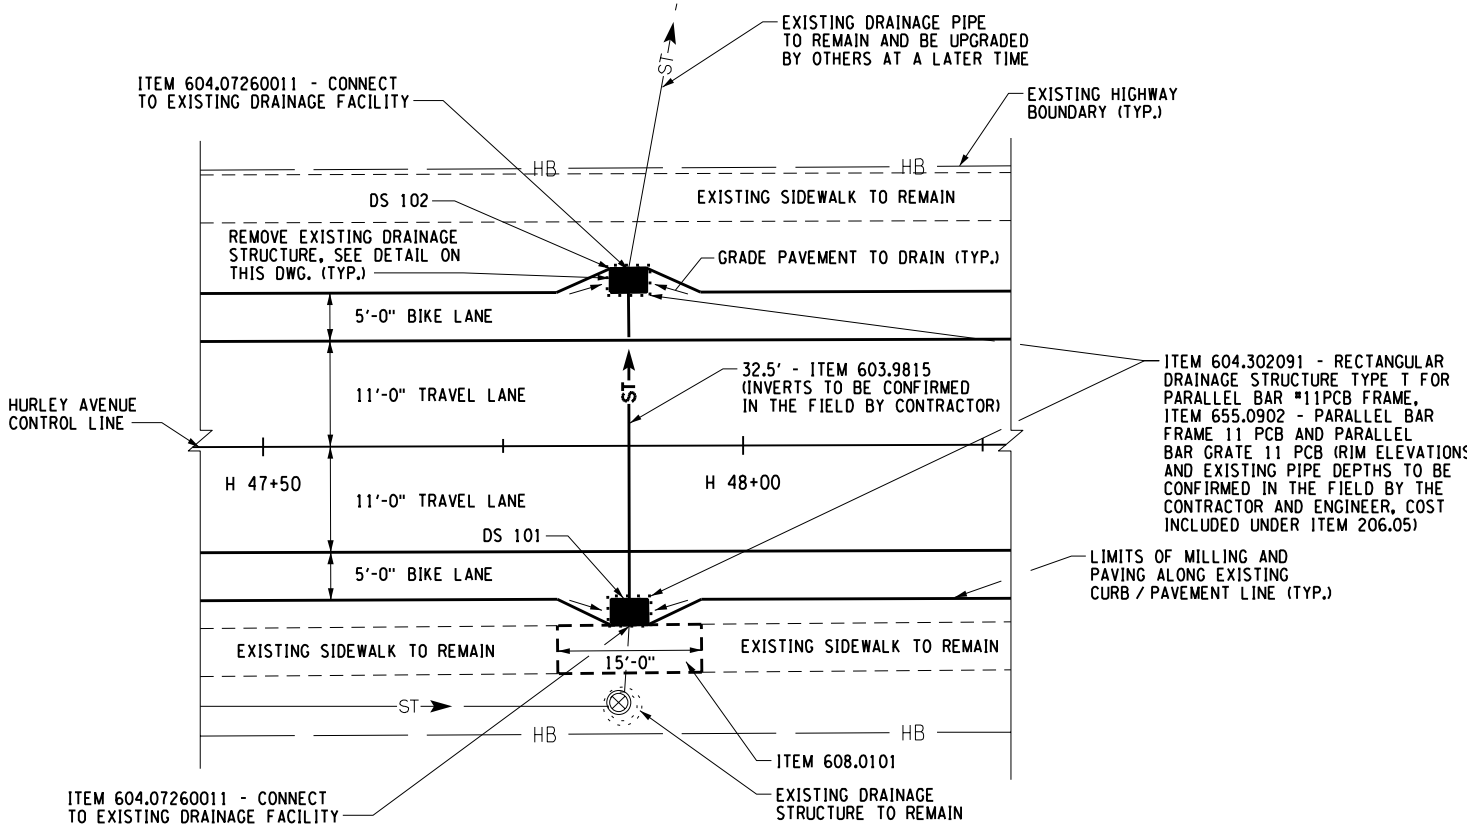 EXISTING DRAINAGE PIPE
TO REMAIN AND BE UPGRADED
BY OTHERS AT A LATER TIME
ST
ITEM 604.07260011 - CONNECT
TO EXISTING DRAINAGE FACILITY
EXISTING HIGHWAY
BOUNDARY (TYP.)
HB
HB
DS 102
EXISTING SIDEWALK TO REMAIN
REMOVE EXISTING DRAINAGE
STRUCTURE, SEE DETAIL ON
THIS DWG. (TYP.)
GRADE PAVEMENT TO DRAIN (TYP.)
5'-0" BIKE LANE
32.5' - ITEM 603.9815
(INVERTS TO BE CONFIRMED
IN THE FIELD BY CONTRACTOR)
ST
11'-0" TRAVEL LANE
HURLEY AVENUE
CONTROL LINE
ITEM 604.302091 - RECTANGULAR
DRAINAGE STRUCTURE TYPE T FOR
PARALLEL BAR #11PCB FRAME,
ITEM 655.0902 - PARALLEL BAR
FRAME 11 PCB AND PARALLEL
BAR GRATE 11 PCB (RIM ELEVATIONS
AND EXISTING PIPE DEPTHS TO BE
CONFIRMED IN THE FIELD BY THE
CONTRACTOR AND ENGINEER, COST
INCLUDED UNDER ITEM 206.05)
H 47+50
H 48+00
11'-0" TRAVEL LANE
DS 101
5'-0" BIKE LANE
LIMITS OF MILLING AND
PAVING ALONG EXISTING
CURB / PAVEMENT LINE (TYP.)
EXISTING SIDEWALK TO REMAIN
15'-0"
EXISTING SIDEWALK TO REMAIN
ST
HB
HB
ITEM 608.0101
ITEM 604.07260011 - CONNECT
TO EXISTING DRAINAGE FACILITY
EXISTING DRAINAGE
STRUCTURE TO REMAIN